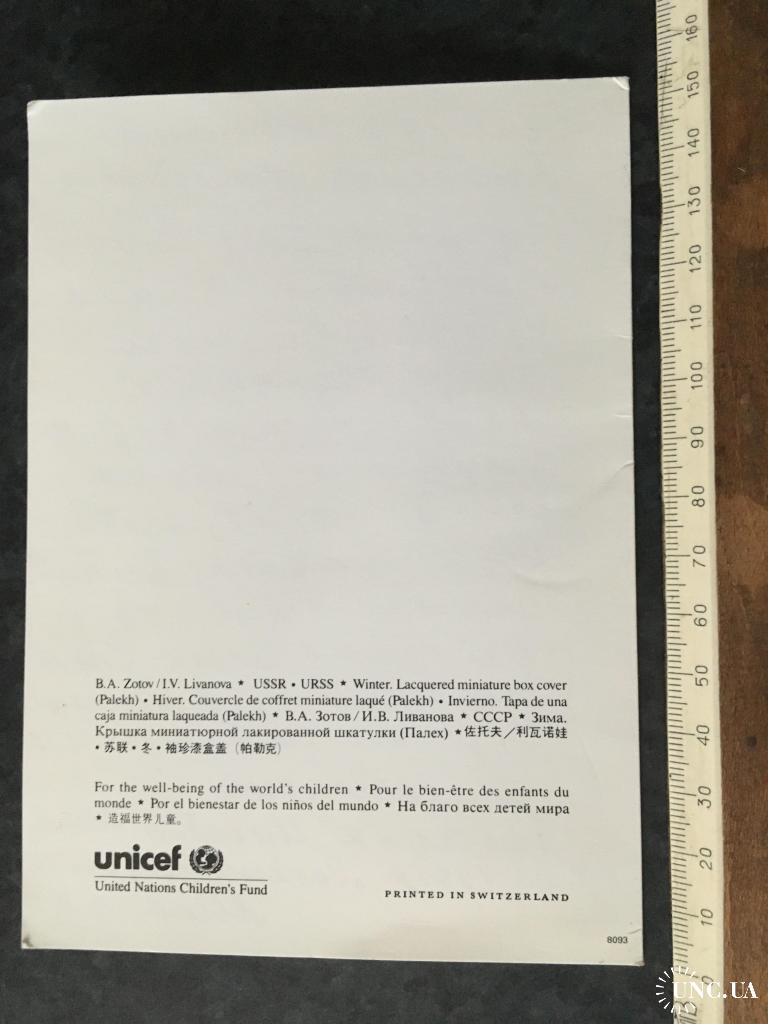 B.A. Zotov / I.V. Livanova ★ USSR • URSS ★ Winter. Lacquered miniature box cover
(Palekh) • Hiver. Couvercle de coffret miniature laqué (Palekh) • Invierno. Tapa de una
caja miniatura laqueada (Palekh) ★ В.А. Зотов / И.В. Ливанова ★ СССР ★ Зима.
Крышка миниатюрной лакированной шкатулки (Палех) ★ 佐托夫／利瓦诺娃
• 苏联 • 冬 • 袖珍漆盒盖（帕勒克）
For the well-being of the world's children ★ Pour le bien-être des enfants du
monde ★ Por el bienestar de los niños del mundo ★ На благо всех детей мира
★ 造福世界儿童。
unicef
United Nations Children's Fund
PRINTED IN SWITZERLAND
8093
160
150
140
130
120
110
100
90
80
70
60
50
40
30
20
10
0
UNC.UA